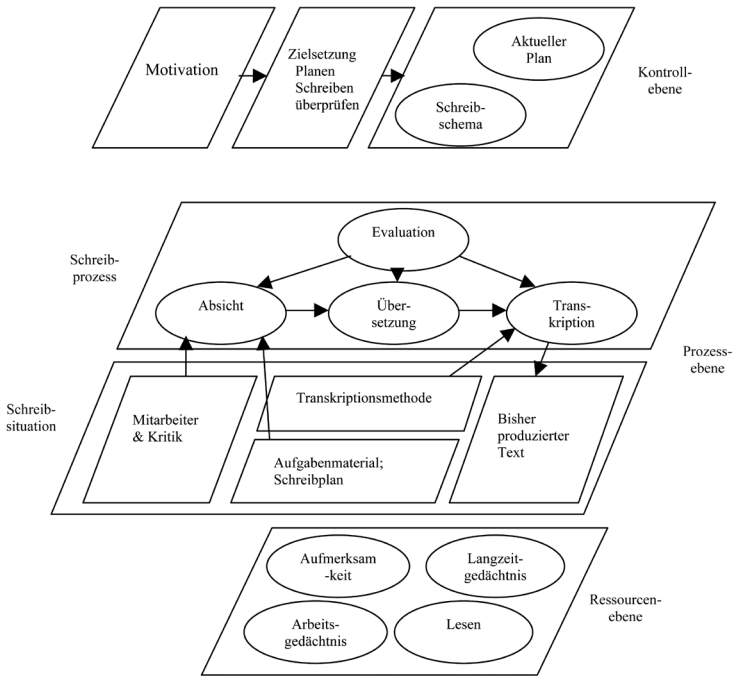 Motivation
Zielsetzung
Planen
Schreiben
überprüfen
Aktueller
Plan
Schreib-
schema
Kontroll-
ebene
Schreib-
prozess
Evaluation
Absicht
Über-
setzung
Trans-
kription
Prozess-
ebene
Schreib-
situation
Mitarbeiter
& Kritik
Transkriptionsmethode
Aufgabenmaterial;
Schreibplan
Bisher
produzierter
Text
Aufmerksam
-keit
Langzeit-
gedächtnis
Arbeits-
gedächtnis
Lesen
Ressourcen-
ebene